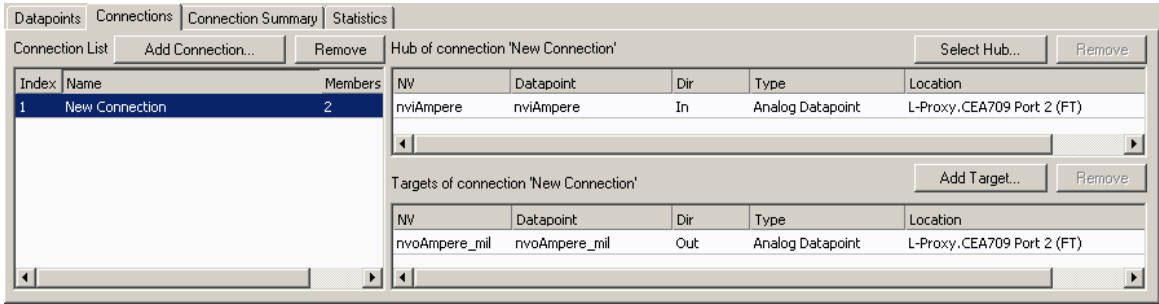 Datapoints Connections Connection Summary Statistics
Connection List Add Connection... Remove
Index Name Members
1 New Connection 2
Hub of connection 'New Connection' Select Hub... Remove
NV Datapoint Dir Type Location
nviAmpere nviAmpere In Analog Datapoint L-Proxy.CEA709 Port 2 (FT)
Targets of connection 'New Connection' Add Target... Remove
NV Datapoint Dir Type Location
nvoAmpere_mil nvoAmpere_mil Out Analog Datapoint L-Proxy.CEA709 Port 2 (FT)